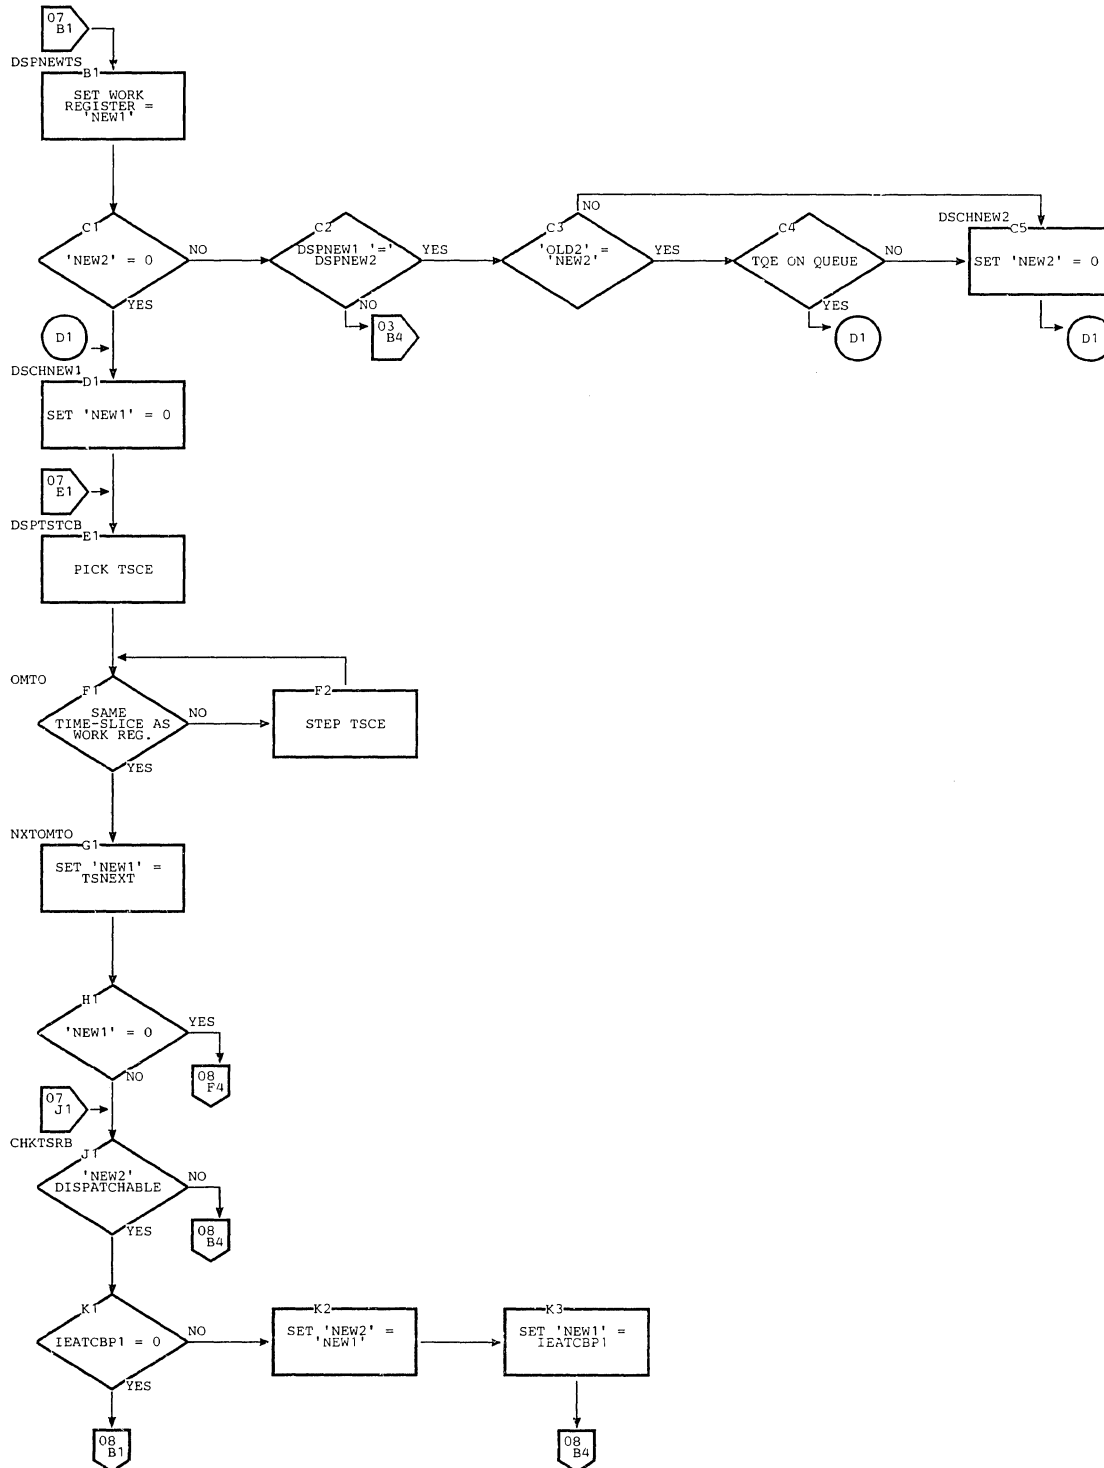 07
B1
DSPNEWTS
B1
SET WORK
REGISTER =
'NEW1'
C1
'NEW2' = 0
NO
YES
C2
DSPNEW1 '='
DSPNEW2
YES
NO
03
B4
C3
'OLD2'=
'NEW2'
NO
YES
C4
TQE ON QUEUE
NO
YES
D1
DSCHNEW2
C5
SET 'NEW2' = 0
D1
D1
DSCHNEW1
D1
SET 'NEW1' = 0
07
E1
DSPTSTCB
E1
PICK TSCE
OMTO
F1
SAME
TIME-SLICE AS
WORK REG.
NO
YES
F2
STEP TSCE
NXTOMTO
G1
SET 'NEW1' =
TSNEXT
H1
'NEW1' = 0
YES
NO
08
F4
07
J1
CHKTSRB
J1
'NEW2'
DISPATCHABLE
NO
YES
08
B4
K1
IEATCBP1 = 0
NO
YES
K2
SET 'NEW2' =
'NEW1'
K3
SET 'NEW1' =
IEATCBP1
08
B1
08
B4